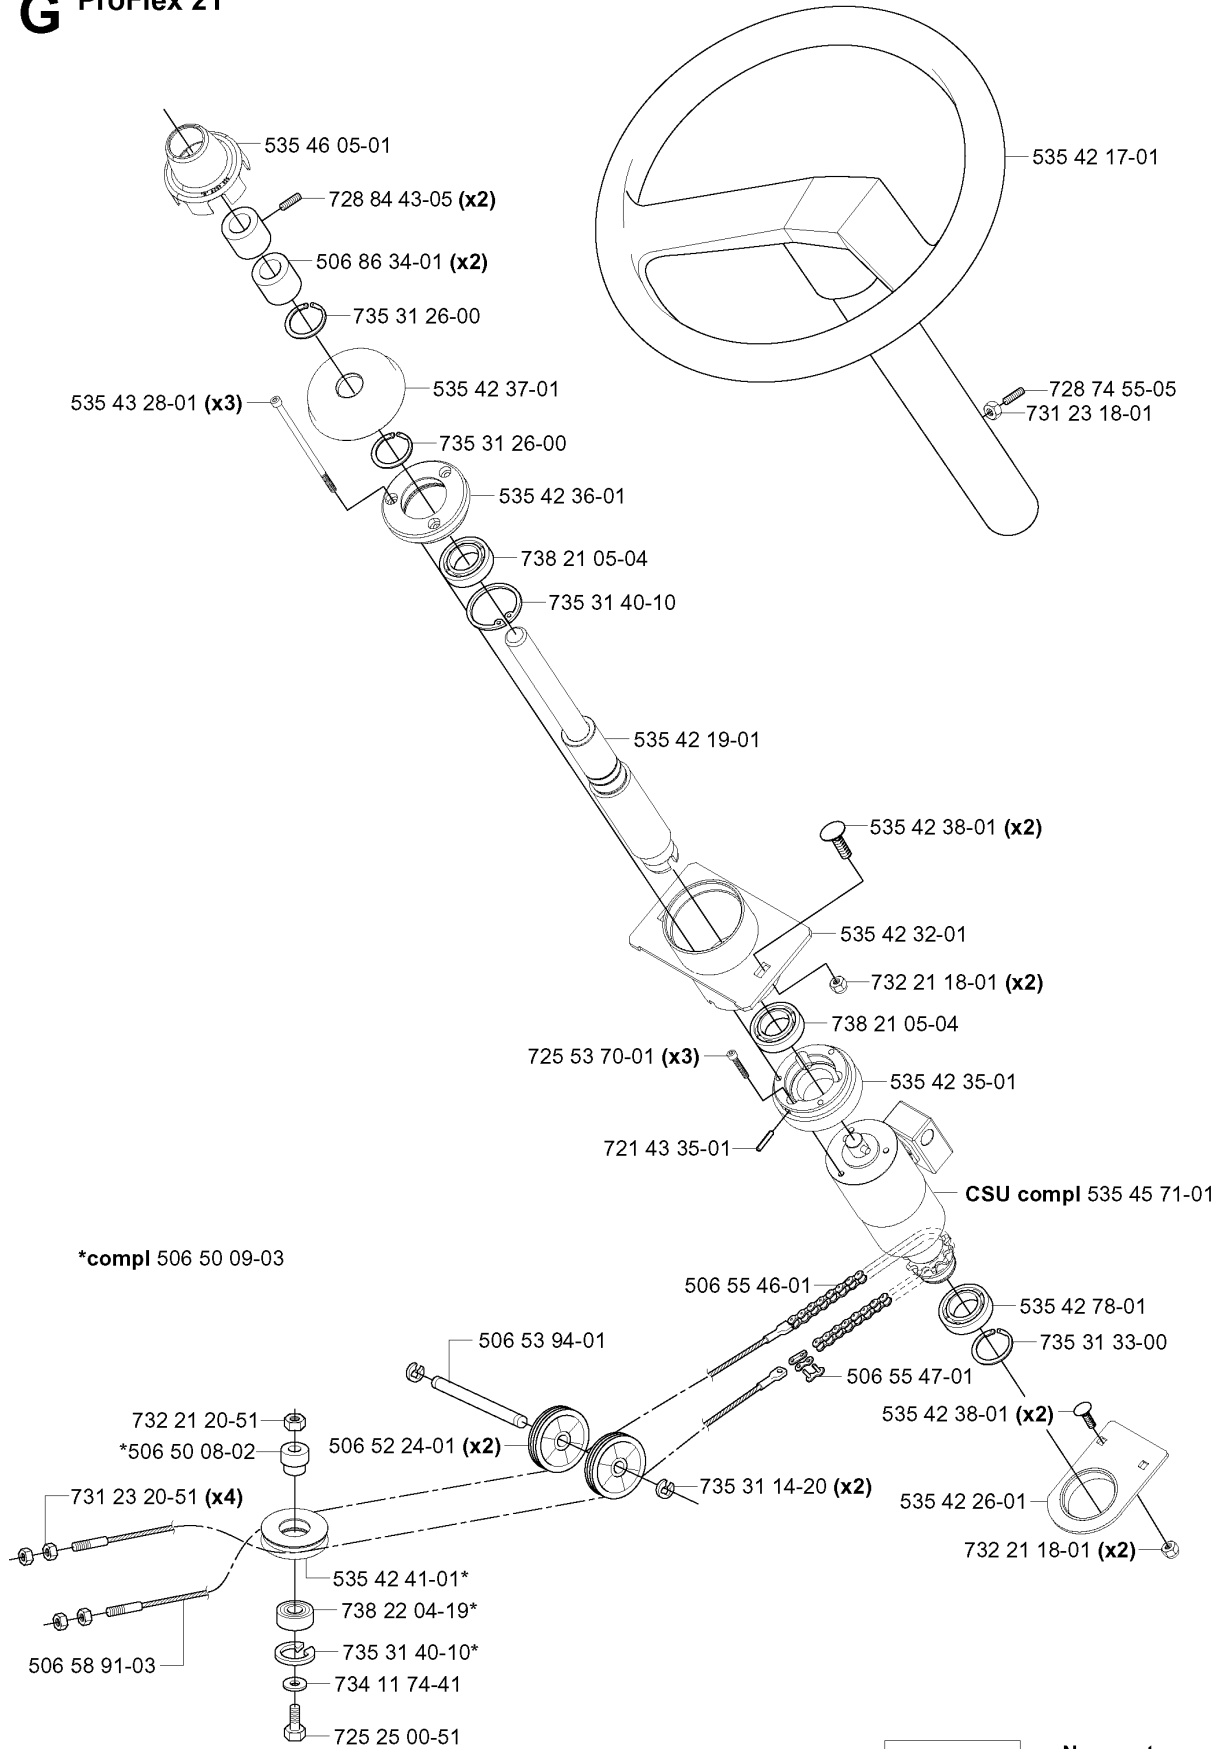 G ProFlex 21
535 46 05-01
535 42 17-01
728 84 43-05 (x2)
506 86 34-01 (x2)
735 31 26-00
535 42 37-01
728 74 55-05
535 43 28-01 (x3)
731 23 18-01
735 31 26-00
535 42 36-01
738 21 05-04
735 31 40-10
535 42 19-01
535 42 38-01 (x2)
535 42 32-01
732 21 18-01 (x2)
738 21 05-04
725 53 70-01 (x3)
535 42 35-01
721 43 35-01
CSU compl 535 45 71-01
*compl 506 50 09-03
506 55 46-01
535 42 78-01
506 53 94-01
735 31 33-00
506 55 47-01
535 42 38-01 (x2)
732 21 20-51
506 52 24-01 (x2)
*506 50 08-02
735 31 14-20 (x2)
731 23 20-51 (x4)
535 42 26-01
732 21 18-01 (x2)
535 42 41-01*
738 22 04-19*
735 31 40-10*
506 58 91-03
734 11 74-41
725 25 00-51